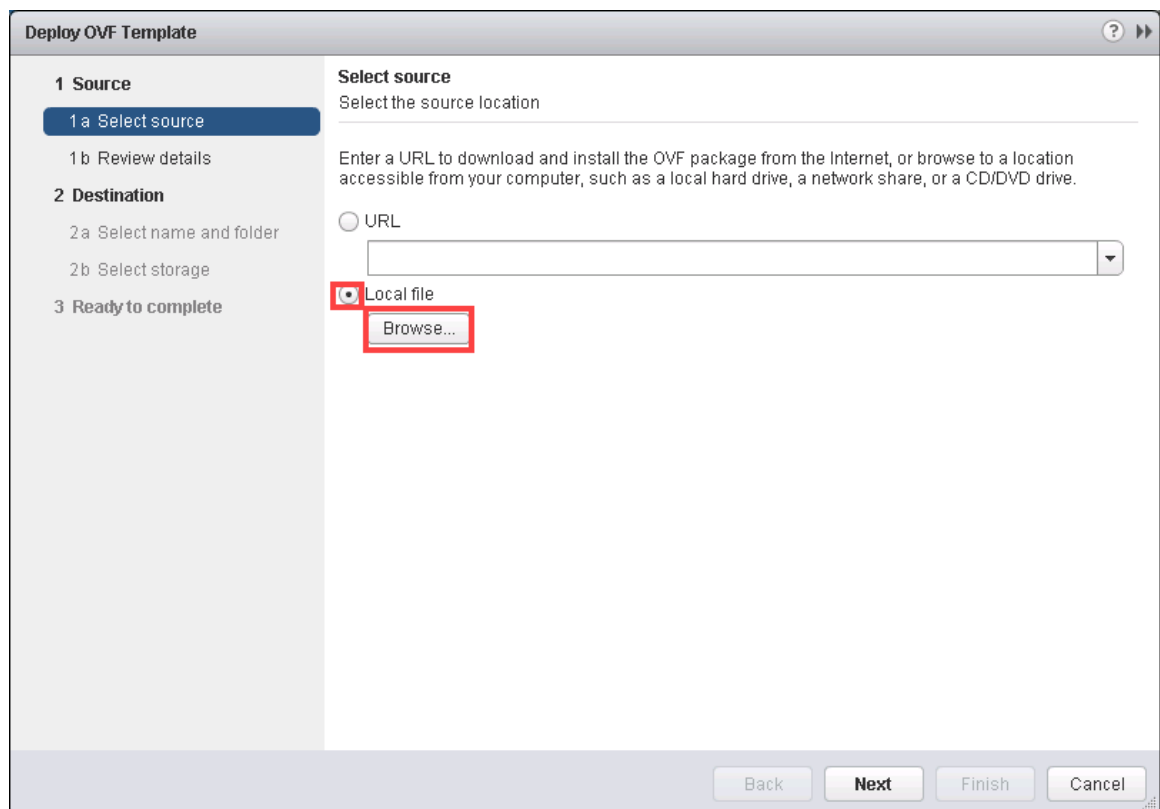 Deploy OVF Template
?
1 Source
1a Select source
1b Review details
2 Destination
2a Select name and folder
2b Select storage
3 Ready to complete
Select source
Select the source location
Enter a URL to download and install the OVF package from the Internet, or browse to a location
accessible from your computer, such as a local hard drive, a network share, or a CD/DVD drive.
URL
Local file
Browse...
Back
Next
Finish
Cancel